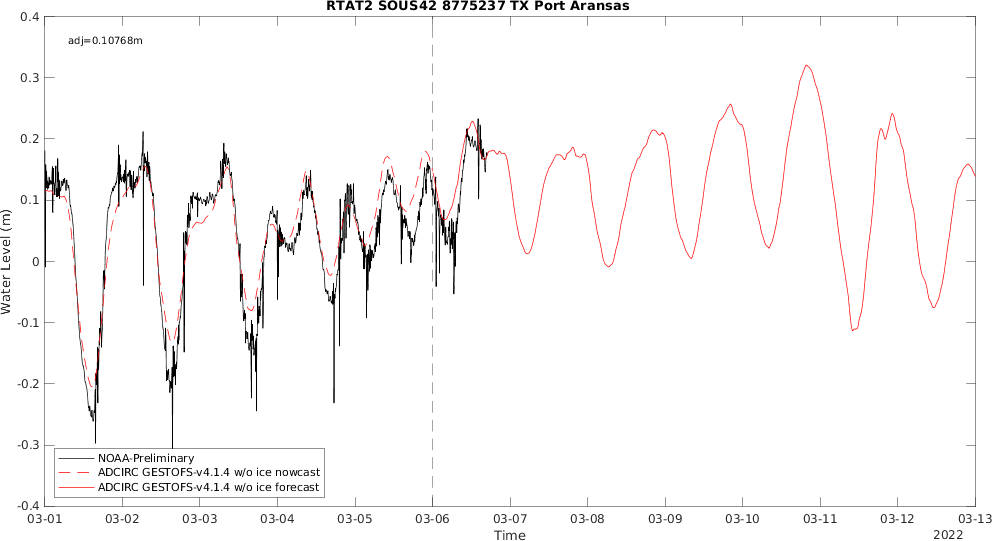 RTAT2 SOUS42 8775237 TX Port Aransas
adj=0.10768m
0.4
0.3
0.2
0.1
0
-0.1
-0.2
-0.3
-0.4
Water Level (m)
NOAA-Preliminary
ADCIRC GESTOFS-v4.1.4 w/o ice nowcast
ADCIRC GESTOFS-v4.1.4 w/o ice forecast
03-01 03-02 03-03 03-04 03-05 03-06 03-07 03-08 03-09 03-10 03-11 03-12 03-13
Time
2022